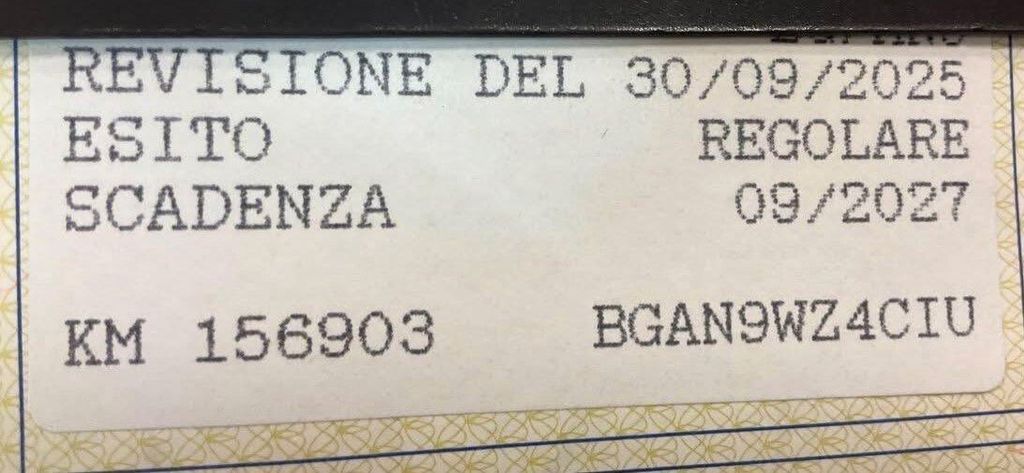 REVISIONE DEL 30/09/2025
ESITO REGOLARE
SCADENZA 09/2027
KM 156903 BGAN9WZ4CIU